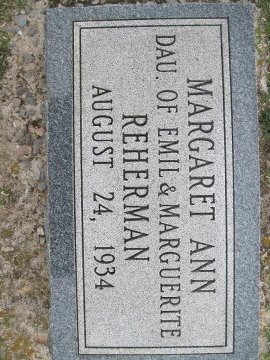 MARGARET ANN
DAU. OF EMIL & MARGUERITE
REHERMAN
AUGUST 24, 1934